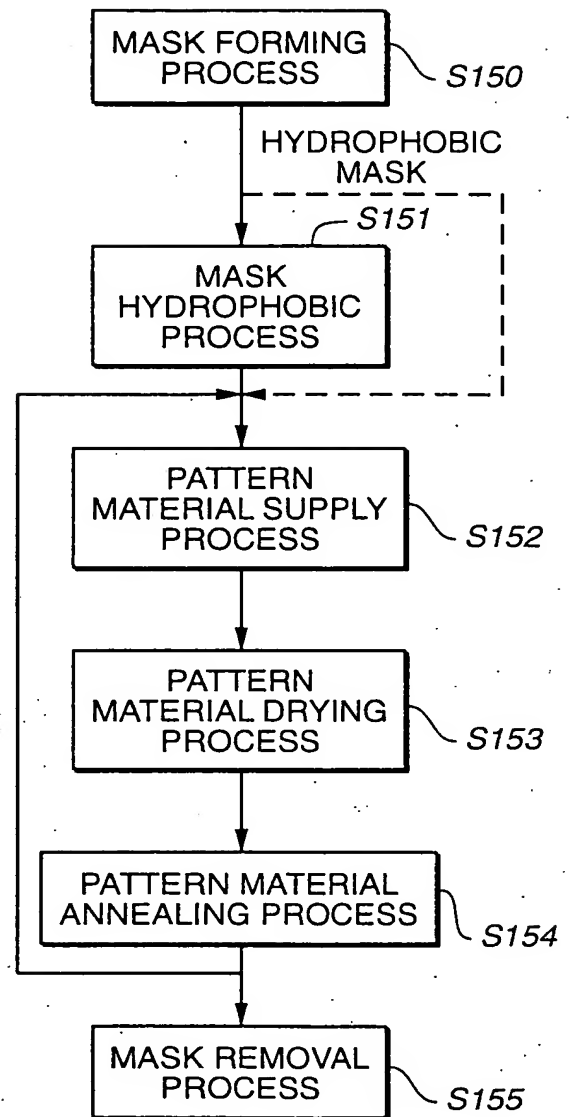 MASK FORMING
PROCESS
S150
HYDROPHOBIC
MASK
S151
MASK
HYDROPHOBIC
PROCESS
PATTERN
MATERIAL SUPPLY
PROCESS
S152
PATTERN
MATERIAL DRYING
PROCESS
S153
PATTERN MATERIAL
ANNEALING PROCESS
S154
MASK REMOVAL
PROCESS
S155